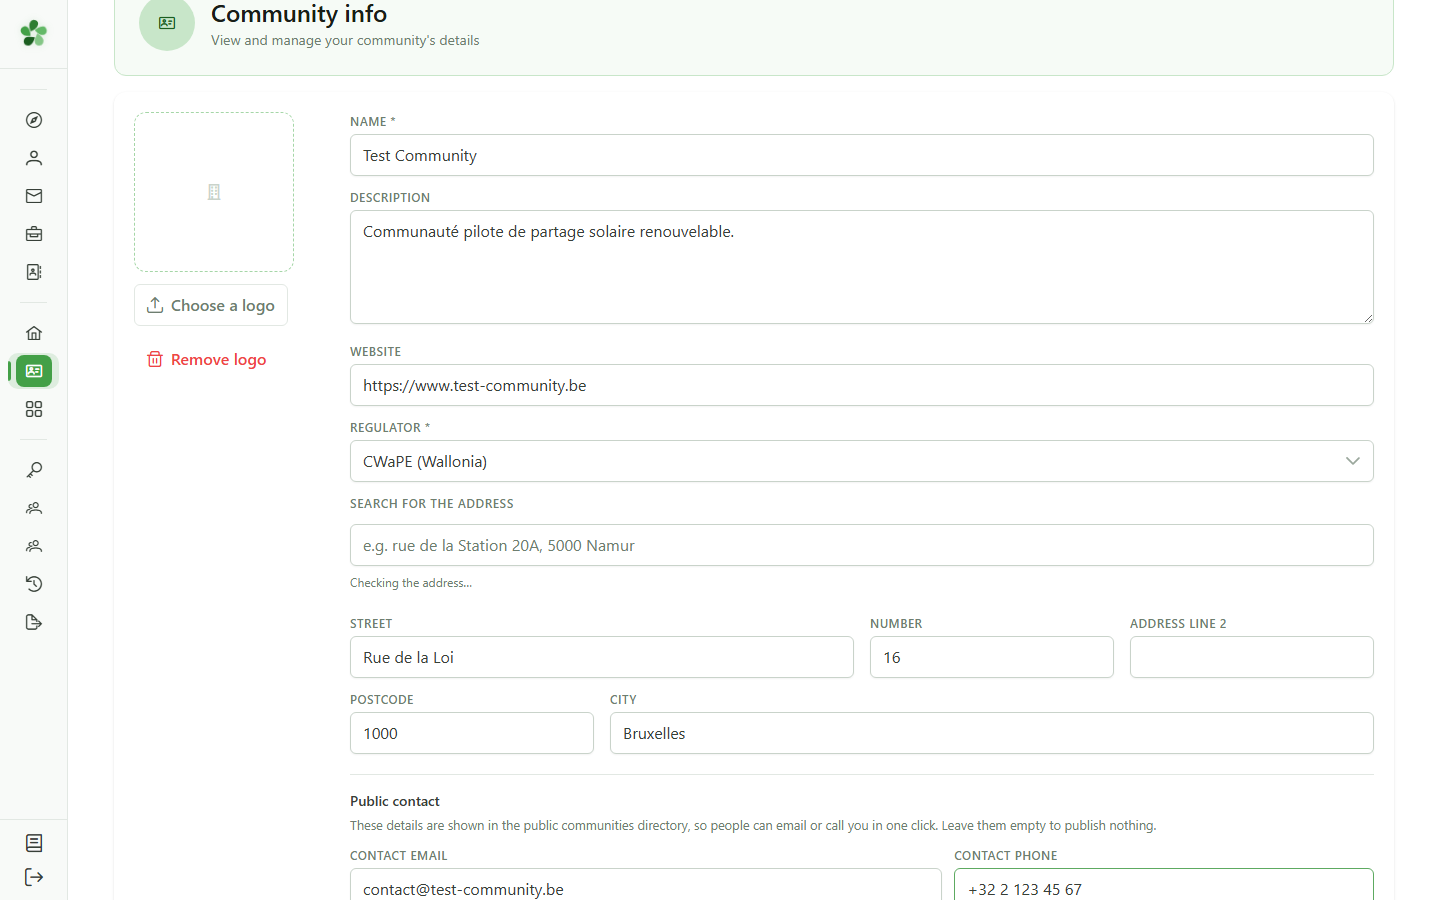 Community info
View and manage your community's details
NAME *
Test Community
DESCRIPTION
Communauté pilote de partage solaire renouvelable.
Choose a logo
Remove logo
WEBSITE
https://www.test-community.be
REGULATOR *
CWaPE (Wallonia)
SEARCH FOR THE ADDRESS
e.g. rue de la Station 20A, 5000 Namur
Checking the address...
STREET
NUMBER
ADDRESS LINE 2
Rue de la Loi
16
POSTCODE
CITY
1000
Bruxelles
Public contact
These details are shown in the public communities directory, so people can email or call you in one click. Leave them empty to publish nothing.
CONTACT EMAIL
CONTACT PHONE
contact@test-community.be
+32 2 123 45 67